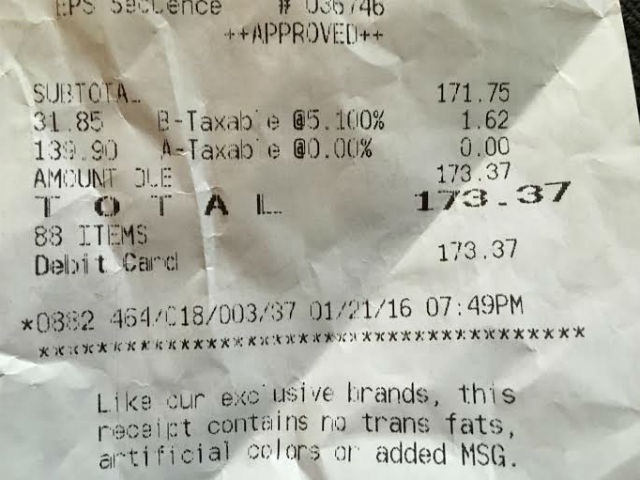 EPS Sequence # 036746
++APPROVED++
SUBTOTAL 171.75
31.85 B-Taxable @5.100% 1.62
139.90 A-Taxable @0.00% 0.00
AMOUNT DUE 173.37
TOTAL 173.37
88 ITEMS
Debit Card 173.37
*0882 464/018/003/87 01/21/16 07:49PM
****************************************
Like our exclusive brands, this
receipt contains no trans fats,
artificial colors or added MSG.